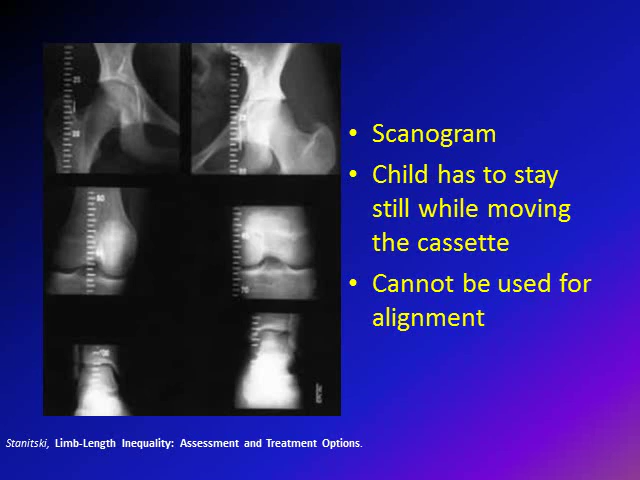 • Scanogram
• Child has to stay
still while moving
the cassette
• Cannot be used for
alignment
Stanitski, Limb-Length Inequality: Assessment and Treatment Options.